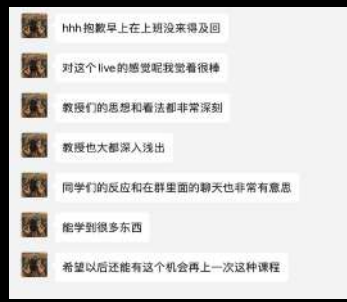 hhh抱歉早上在上班没来得及回
对这个live的感觉呢我觉着很棒
教授们的思想和看法都非常深刻
教授也大都深入浅出
同学们的反应和在群里面的聊天也非常有意思
能学到很多东西
希望以后还能有这个机会再上一次这种课程